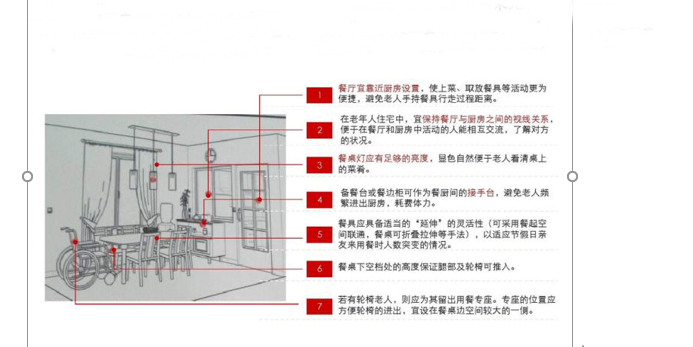 1
餐厅宜靠近厨房设置，使上菜、取放餐具等活动更为
便捷，避免老人手持餐具行走过程距离。
2
在老年人住宅中，宜保持餐厅与厨房之间的视线关系，
便于在餐厅和厨房中活动的人能相互交流，了解对方
的状况。
3
餐桌灯应有足够的亮度，显色自然便于老人看清桌上
的菜肴。
4
备餐台或餐边柜可作为餐厨间的接手台，避免老人频
繁进出厨房，耗费体力。
5
餐具应具备适当的“延伸”的灵活性（可采用餐起空
间联通，餐桌可折叠拉伸等手法），以适应节假日亲
友来用餐时人数突变的情况。
6
餐桌下空档处的高度保证腿部及轮椅可推入。
7
若有轮椅老人，则应为其留出用餐专座。专座的位置应
方便轮椅的进出，宜设在餐桌边空间较大的一侧。